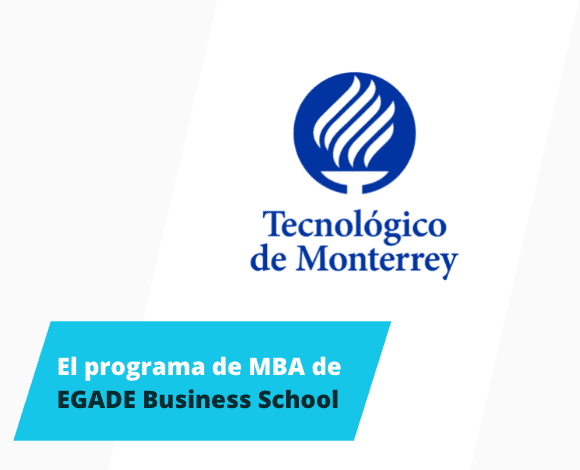 Tecnológico
de Monterrey
El programa de MBA de
EGADE Business School